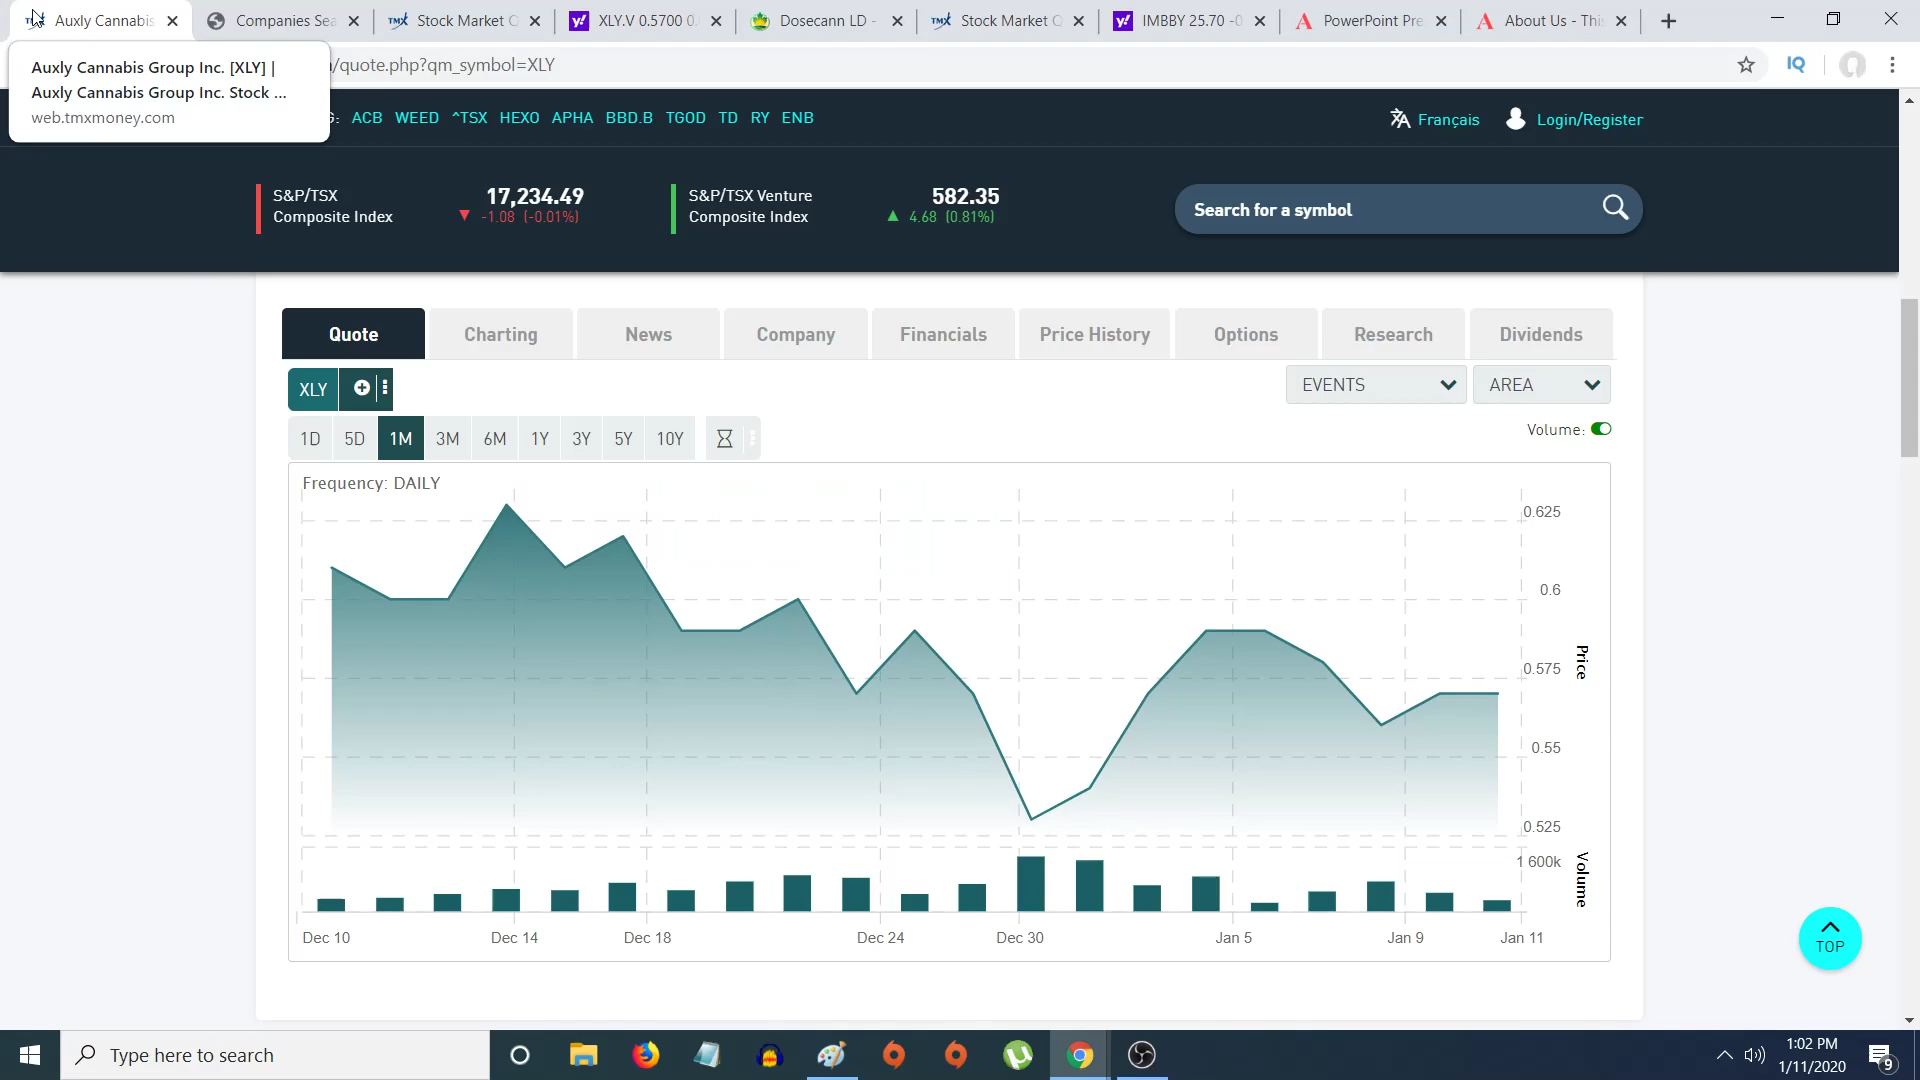 Auxly Cannabis
Companies Sea
TMX Stock Market Q
y! XLY.V 0.5700 0.
Dosecann LD -
TMX Stock Market Q
y! IMBBY 25.70 -0
PowerPoint Pre
About Us - This
/quote.php?qm_symbol=XLY
IQ
Auxly Cannabis Group Inc. [XLY] |
Auxly Cannabis Group Inc. Stock ...
web.tmxmoney.com
G: ACB WEED ^TSX HEXO APHA BBD.B TGOD TD RY ENB
Français
Login/Register
S&P/TSX
Composite Index
17,234.49
▼ -1.08 (-0.01%)
S&P/TSX Venture
Composite Index
582.35
▲ 4.68 (0.81%)
Search for a symbol
Quote
Charting
News
Company
Financials
Price History
Options
Research
Dividends
XLY
EVENTS
AREA
1D 5D 1M 3M 6M 1Y 3Y 5Y 10Y
Volume:
Frequency: DAILY
0.625
0.6
0.575
0.55
0.525
Price
1 600k
Volume
Dec 10 Dec 14 Dec 18 Dec 24 Dec 30 Jan 5 Jan 9 Jan 11
TOP
Type here to search
1:02 PM
1/11/2020
9